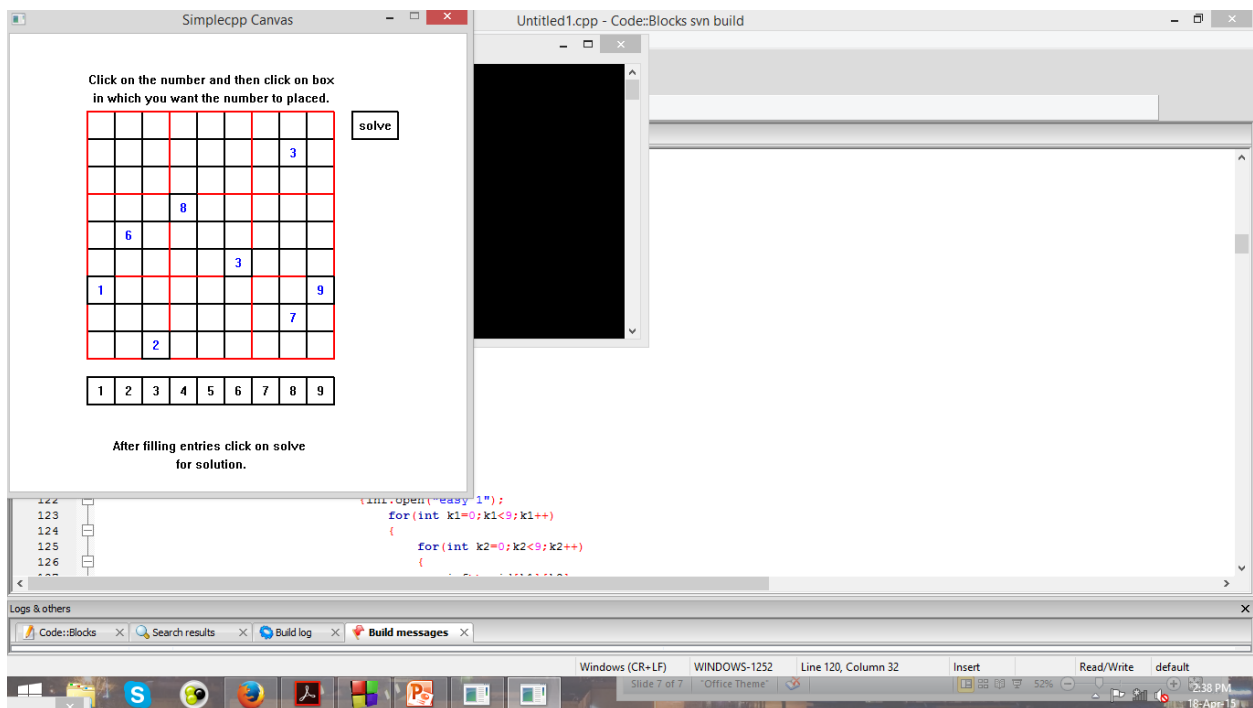 Simplecpp Canvas
Untitled1.cpp - Code::Blocks svn build
Click on the number and then click on box
in which you want the number to placed.
solve
3
8
6
3
1 9
7
2
1 2 3 4 5 6 7 8 9
After filling entries click on solve
for solution.
122 {inf.open("easy 1");
123 for(int k1=0;k1<9;k1++)
124 {
125 for(int k2=0;k2<9;k2++)
126 {
Logs & others
Code::Blocks Search results Build log Build messages
Windows (CR+LF) WINDOWS-1252 Line 120, Column 32 Insert Read/Write default
Slide 7 of 7 "Office Theme" 52%
2:38 PM
18-Apr-15